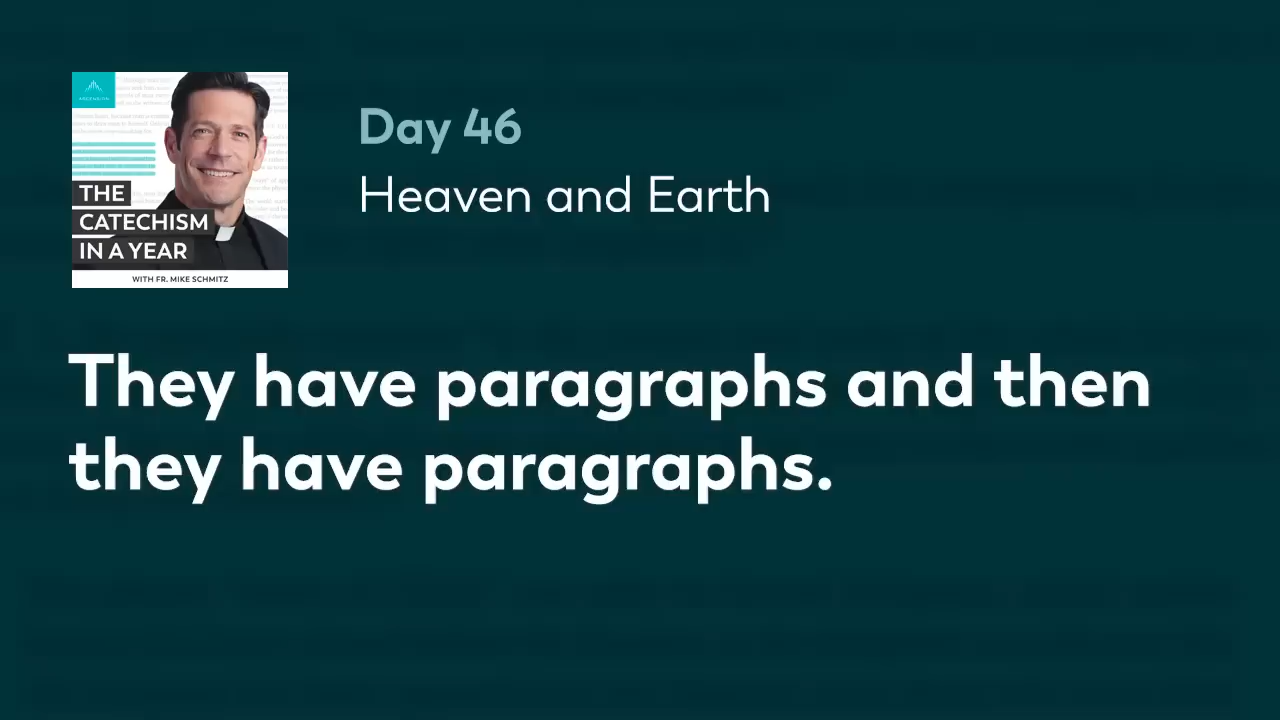 ASCENSION
THE
CATECHISM
IN A YEAR
WITH FR. MIKE SCHMITZ
Day 46
Heaven and Earth
They have paragraphs and then
they have paragraphs.